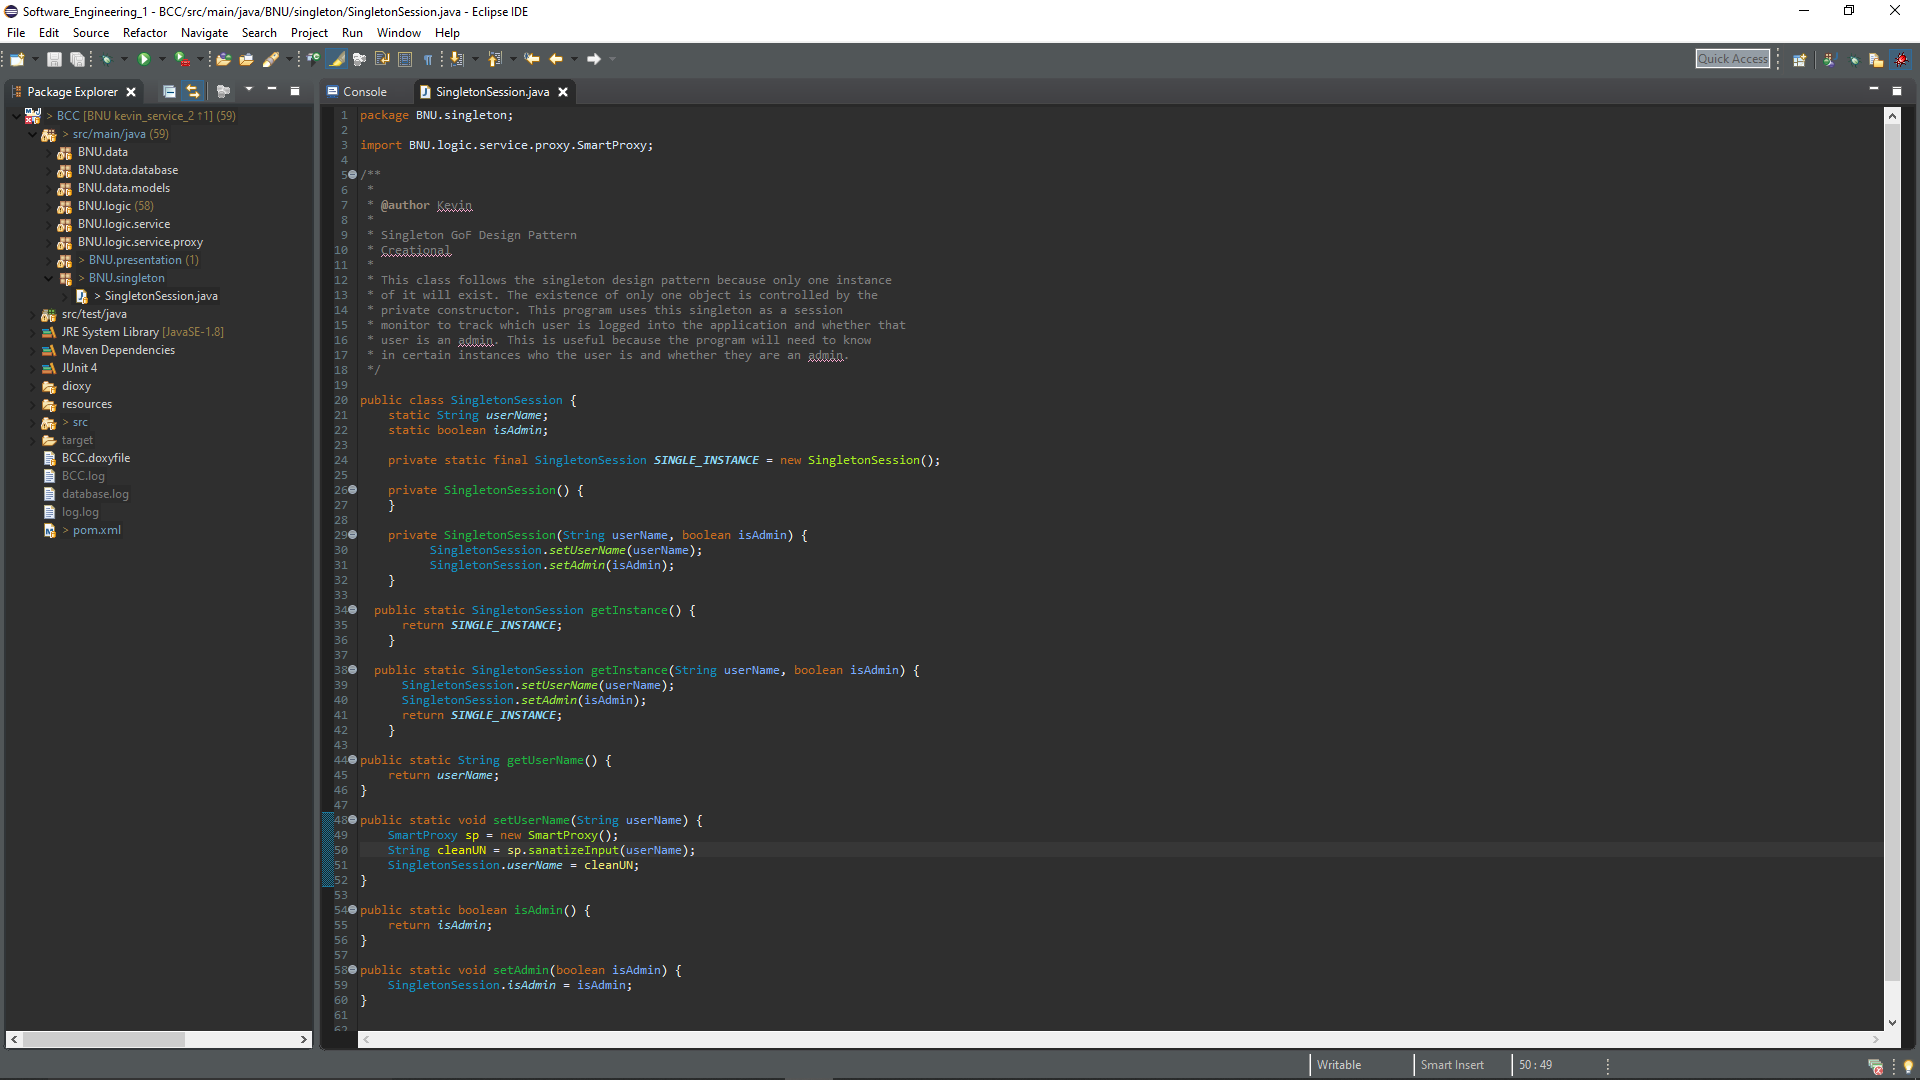 Software_Engineering_1 - BCC/src/main/java/BNU/singleton/SingletonSession.java - Eclipse IDE
File Edit Source Refactor Navigate Search Project Run Window Help
Quick Access
Package Explorer
Console
SingletonSession.java
> BCC [BNU kevin_service_2 ↑1] (59)
> src/main/java (59)
BNU.data
BNU.data.database
BNU.data.models
BNU.logic (58)
BNU.logic.service
BNU.logic.service.proxy
> BNU.presentation (1)
> BNU.singleton
> SingletonSession.java
src/test/java
JRE System Library [JavaSE-1.8]
Maven Dependencies
JUnit 4
dioxy
resources
> src
target
BCC.doxyfile
BCC.log
database.log
log.log
> pom.xml
1 package BNU.singleton;
2
3 import BNU.logic.service.proxy.SmartProxy;
4
5 /**
6 *
7 * @author Kevin
8 *
9 * Singleton GoF Design Pattern
10 * Creational
11 *
12 * This class follows the singleton design pattern because only one instance
13 * of it will exist. The existence of only one object is controlled by the
14 * private constructor. This program uses this singleton as a session
15 * monitor to track which user is logged into the application and whether that
16 * user is an admin. This is useful because the program will need to know
17 * in certain instances who the user is and whether they are an admin.
18 */
19
20 public class SingletonSession {
21 static String userName;
22 static boolean isAdmin;
23
24 private static final SingletonSession SINGLE_INSTANCE = new SingletonSession();
25
26 private SingletonSession() {
27 }
28
29 private SingletonSession(String userName, boolean isAdmin) {
30 SingletonSession.setUserName(userName);
31 SingletonSession.setAdmin(isAdmin);
32 }
33
34 public static SingletonSession getInstance() {
35 return SINGLE_INSTANCE;
36 }
37
38 public static SingletonSession getInstance(String userName, boolean isAdmin) {
39 SingletonSession.setUserName(userName);
40 SingletonSession.setAdmin(isAdmin);
41 return SINGLE_INSTANCE;
42 }
43
44 public static String getUserName() {
45 return userName;
46 }
47
48 public static void setUserName(String userName) {
49 SmartProxy sp = new SmartProxy();
50 String cleanUN = sp.sanatizeInput(userName);
51 SingletonSession.userName = cleanUN;
52 }
53
54 public static boolean isAdmin() {
55 return isAdmin;
56 }
57
58 public static void setAdmin(boolean isAdmin) {
59 SingletonSession.isAdmin = isAdmin;
60 }
61
62
Writable Smart Insert 50 : 49